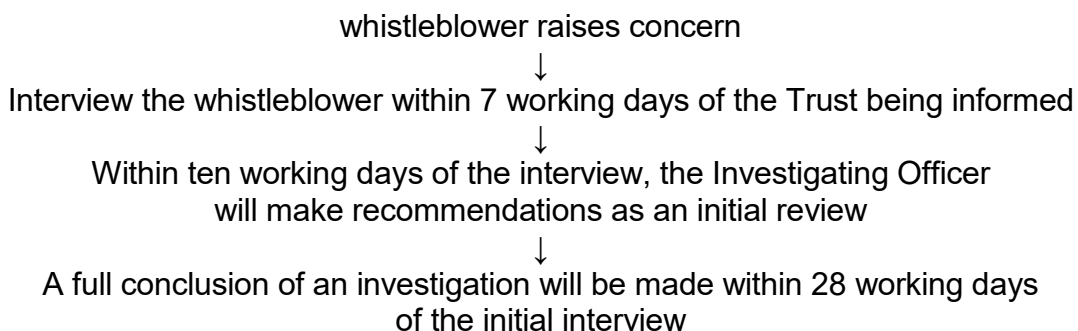 whistleblower raises concern
↓
Interview the whistleblower within 7 working days of the Trust being informed
↓
Within ten working days of the interview, the Investigating Officer
will make recommendations as an initial review
↓
A full conclusion of an investigation will be made within 28 working days
of the initial interview